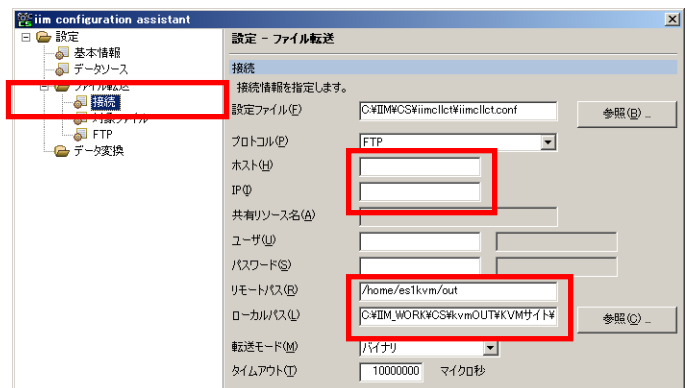 iim configuration assistant
設定
基本情報
データソース
ファイル転送
接続
対象ファイル
FTP
データ変換
設定 - ファイル転送
接続
接続情報を指定します。
設定ファイル(F) C:¥IIM¥CS¥iimcllct¥iimcllct.conf 参照(B) ...
プロトコル(P) FTP
ホスト(H)
IP(I)
共有リソース名(A)
ユーザ(U)
パスワード(S)
リモートパス(R) /home/es1kvm/out
ローカルパス(L) C:¥IIM_WORK¥CS¥kvmOUT¥KVMサイト¥ 参照(C) ...
転送モード(M) バイナリ
タイムアウト(T) 10000000 マイクロ秒